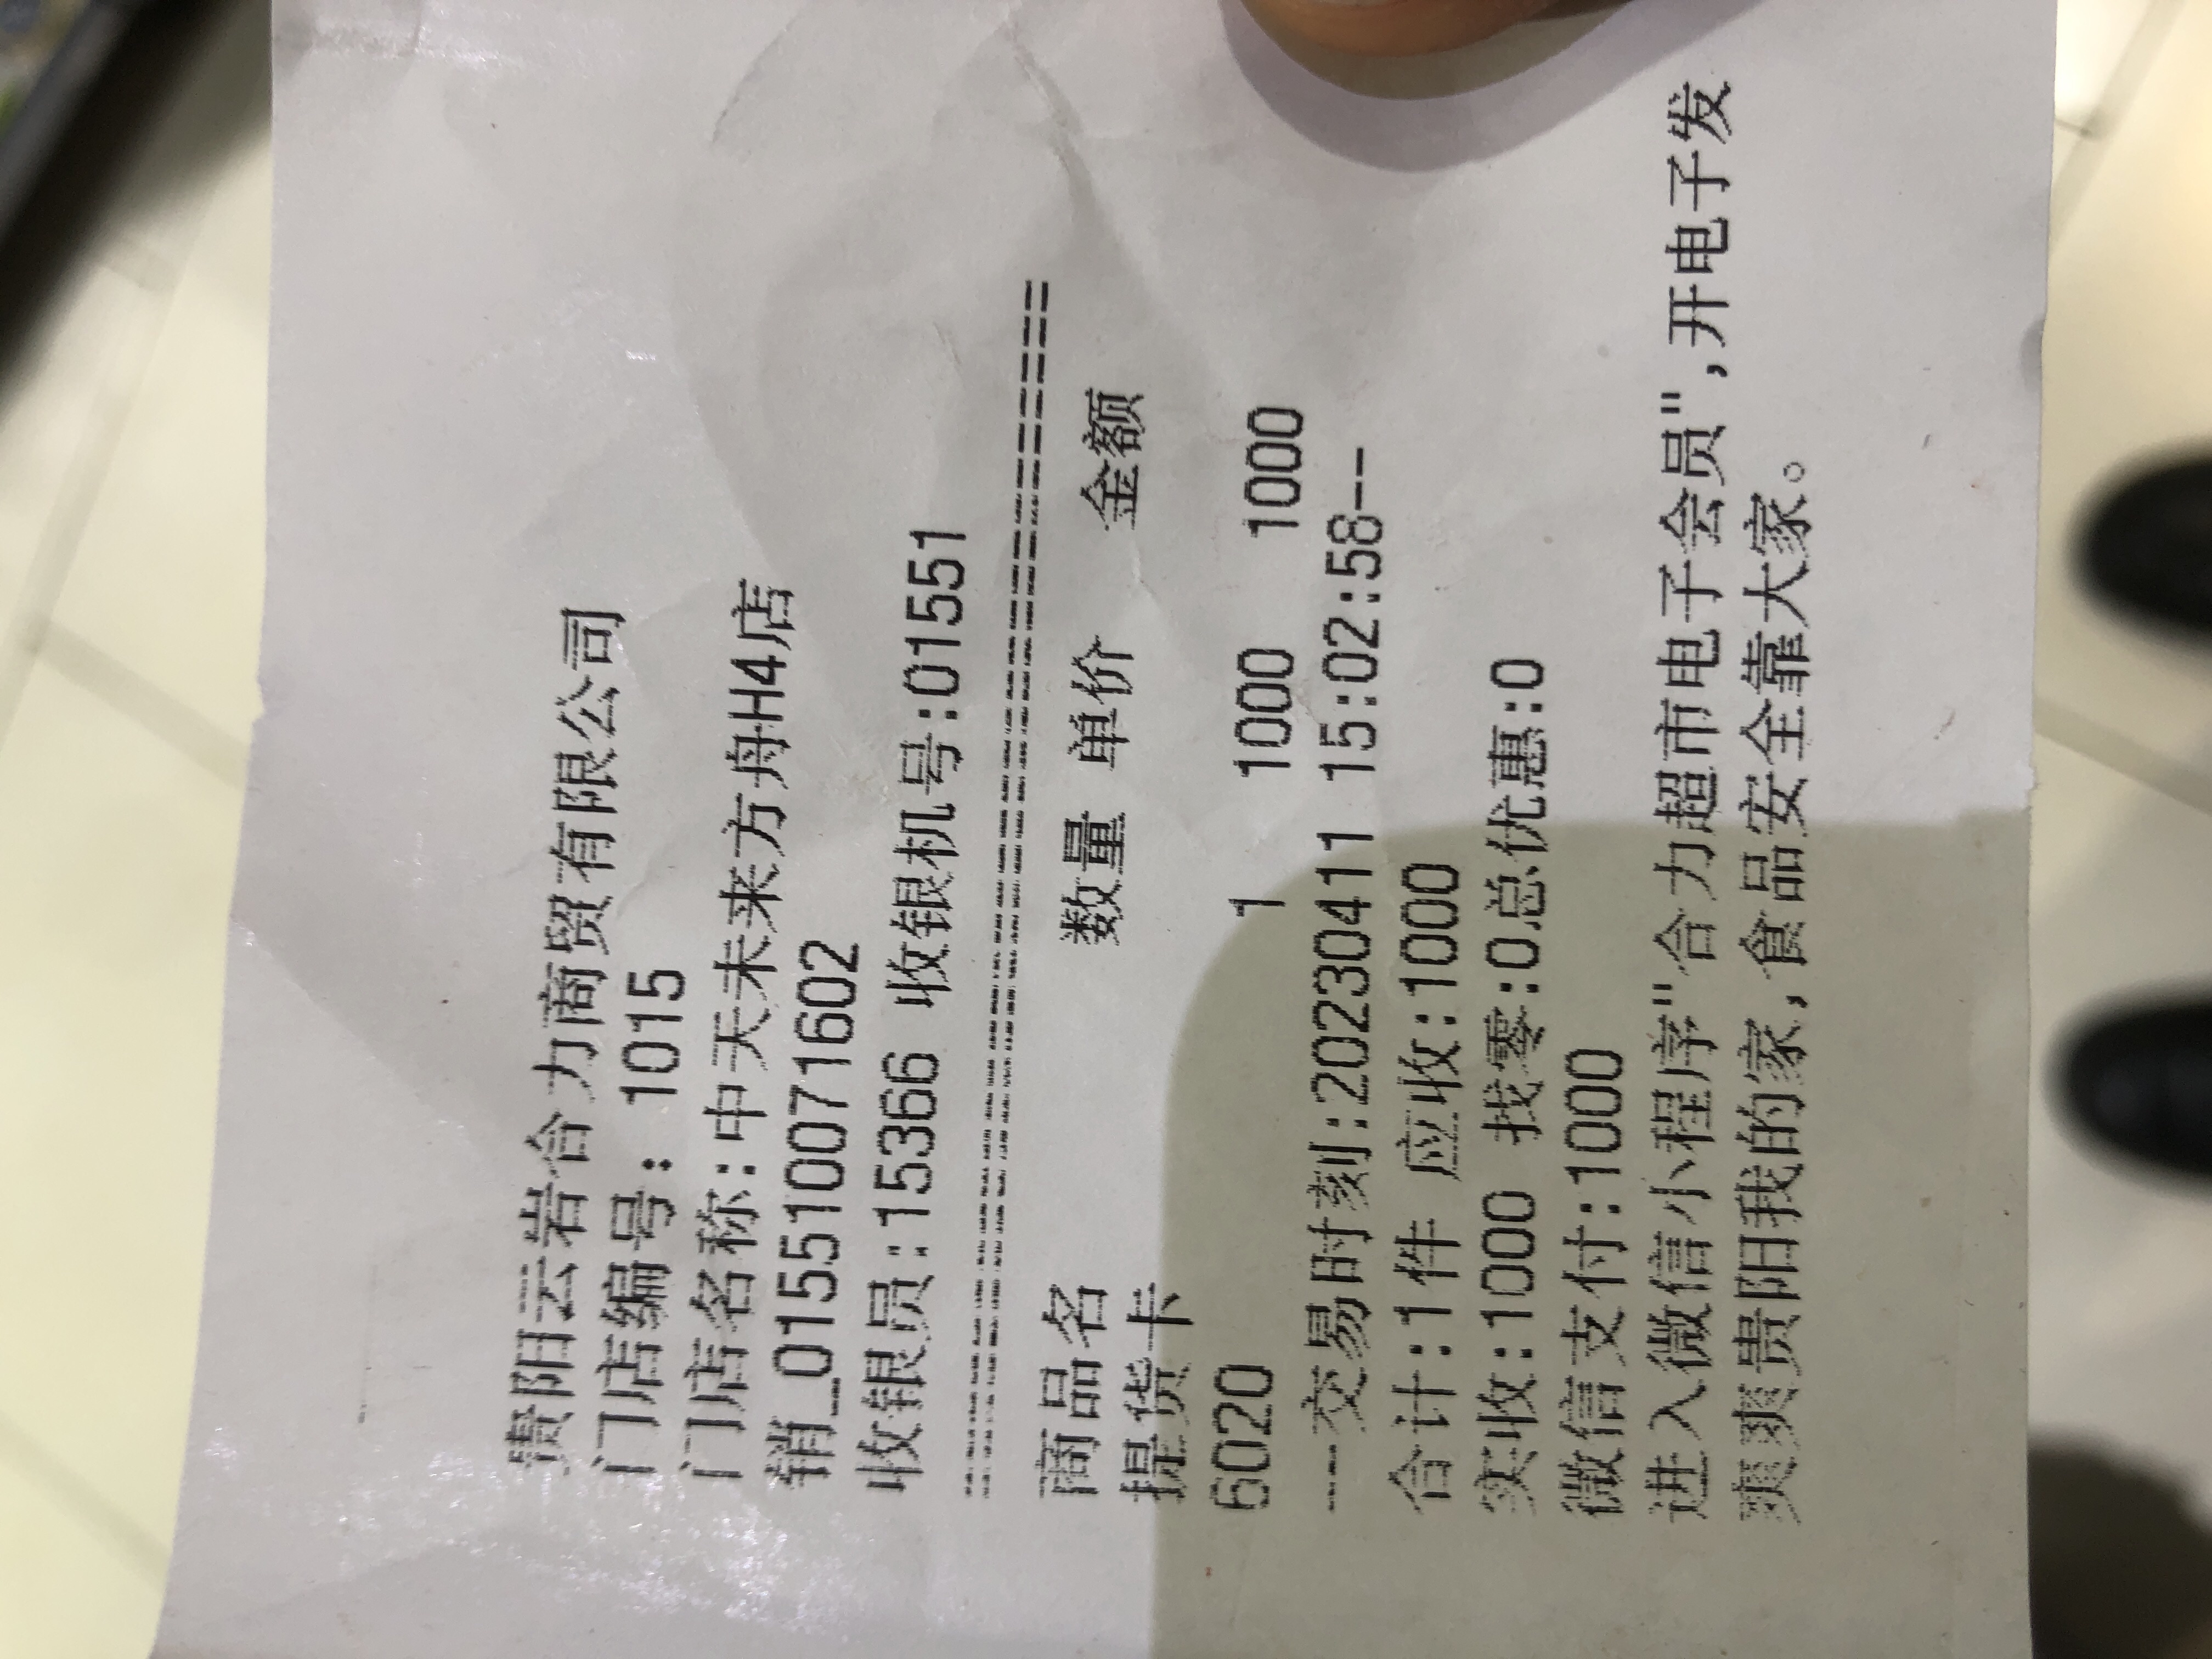 贵阳云岩合力商贸有限公司
门店编号: 1015
门店名称:中天未来方舟H4店
销_015510071602
收银员:15366 收银机号:01551
==========================================
商品名 数量 单价 金额
提货卡
6020 1 1000 1000
--交易时刻:20230411 15:02:58--
合计:1件 应收:1000
实收:1000 找零:0总优惠:0
微信支付:1000
进入微信小程序"合力超市电子会员",开电子发
爽爽贵阳我的家,食品安全靠大家。